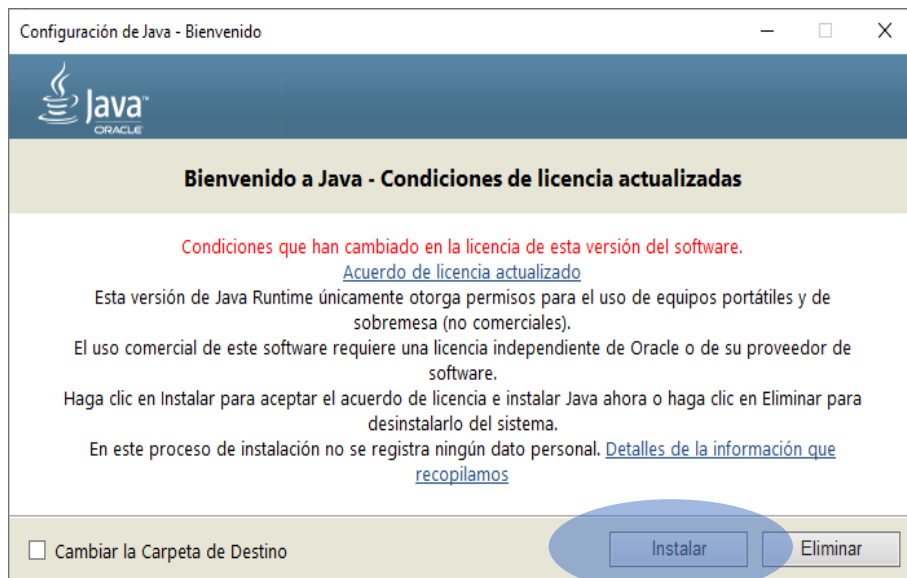 Configuración de Java - Bienvenido
Java™
ORACLE
Bienvenido a Java - Condiciones de licencia actualizadas
Condiciones que han cambiado en la licencia de esta versión del software.
Acuerdo de licencia actualizado
Esta versión de Java Runtime únicamente otorga permisos para el uso de equipos portátiles y de
sobremesa (no comerciales).
El uso comercial de este software requiere una licencia independiente de Oracle o de su proveedor de
software.
Haga clic en Instalar para aceptar el acuerdo de licencia e instalar Java ahora o haga clic en Eliminar para
desinstalarlo del sistema.
En este proceso de instalación no se registra ningún dato personal. Detalles de la información que
recopilamos
Cambiar la Carpeta de Destino
Instalar
Eliminar